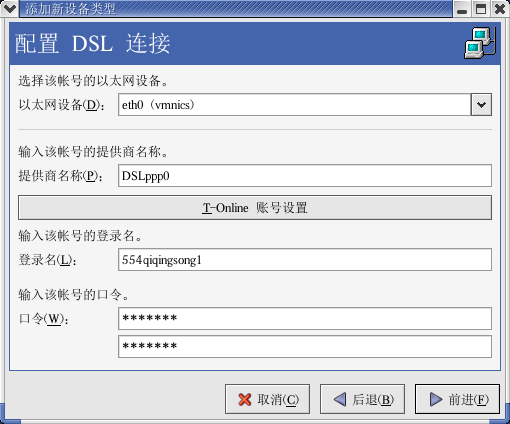 添加新设备类型
配置 DSL 连接
选择该帐号的以太网设备。
以太网设备(D): eth0 (vmnics)
输入该帐号的提供商名称。
提供商名称(P): DSLppp0
T-Online 账号设置
输入该帐号的登录名。
登录名(L): 554qiqingsong1
输入该帐号的口令。
口令(W): *******
*******
取消(C) 后退(B) 前进(F)